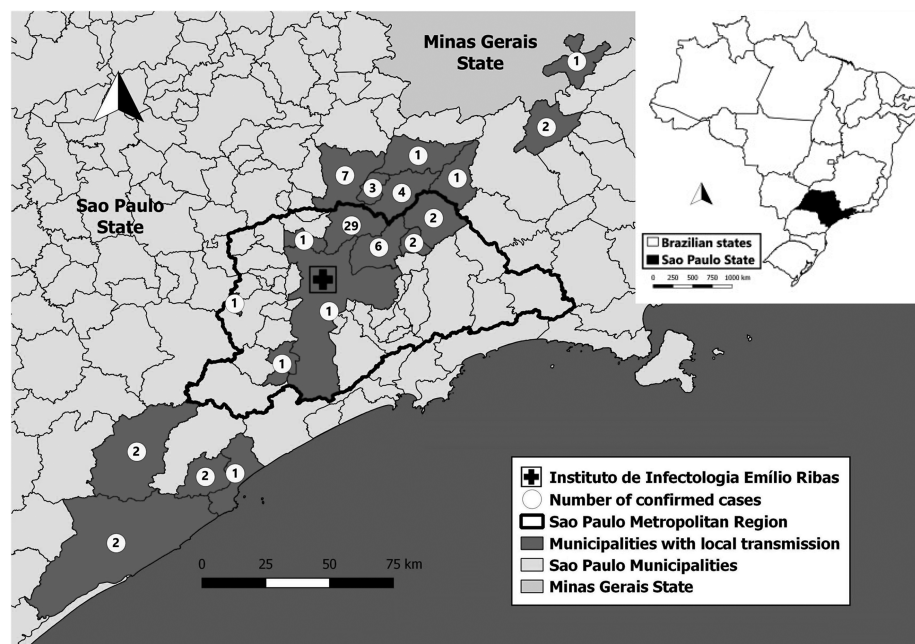 Minas Gerais
State
1
2
1
7
1
3
4
Sao Paulo
State
2
29
1
6
2
1
1
1
2
1
2
2
0 25 50 75 km
Instituto de Infectologia Emílio Ribas
Number of confirmed cases
Sao Paulo Metropolitan Region
Municipalities with local transmission
Sao Paulo Municipalities
Minas Gerais State
Brazilian states
Sao Paulo State
0 250 500 750 1000 km